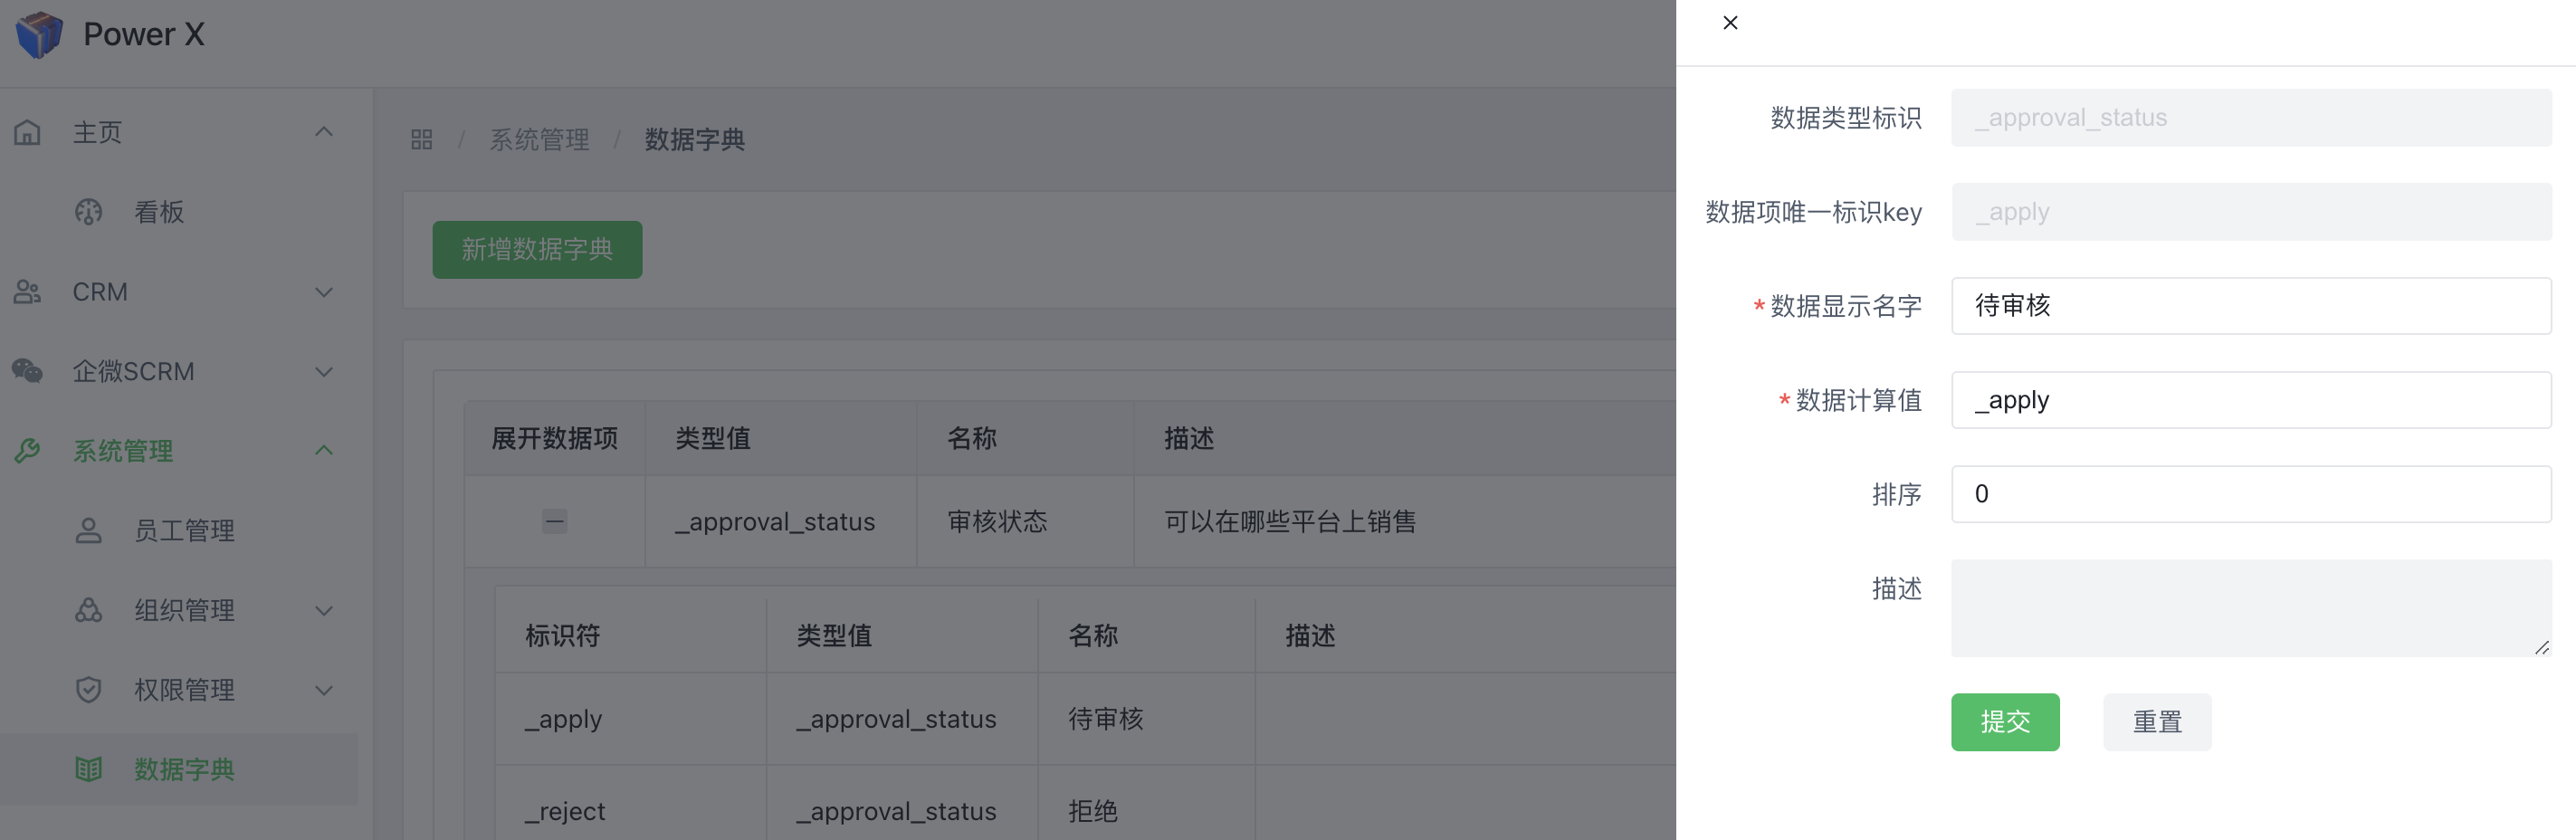 Power X
主页
看板
CRM
企微SCRM
系统管理
员工管理
组织管理
权限管理
数据字典
/ 系统管理 / 数据字典
新增数据字典
展开数据项 类型值 名称 描述
_approval_status 审核状态 可以在哪些平台上销售
标识符 类型值 名称 描述
_apply _approval_status 待审核
_reject _approval_status 拒绝
数据类型标识 _approval_status
数据项唯一标识key _apply
*数据显示名字 待审核
*数据计算值 _apply
排序 0
描述
提交 重置